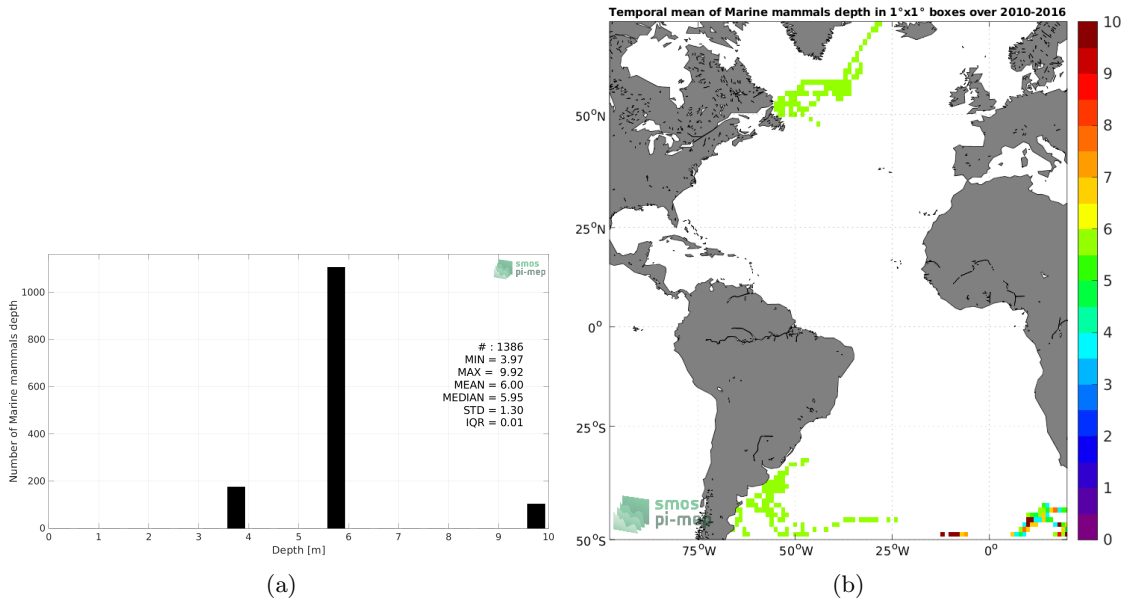 Temporal mean of Marine mammals depth in 1°x1° boxes over 2010-2016
smos
pi-mep
Number of Marine mammals depth
1000
800
600
400
200
0
# : 1386
MIN = 3.97
MAX = 9.92
MEAN = 6.00
MEDIAN = 5.95
STD = 1.30
IQR = 0.01
0 1 2 3 4 5 6 7 8 9 10
Depth [m]
(a)
50°N
25°N
0°
25°S
50°S
75°W 50°W 25°W 0°
smos
pi-mep
10
9
8
7
6
5
4
3
2
1
0
(b)